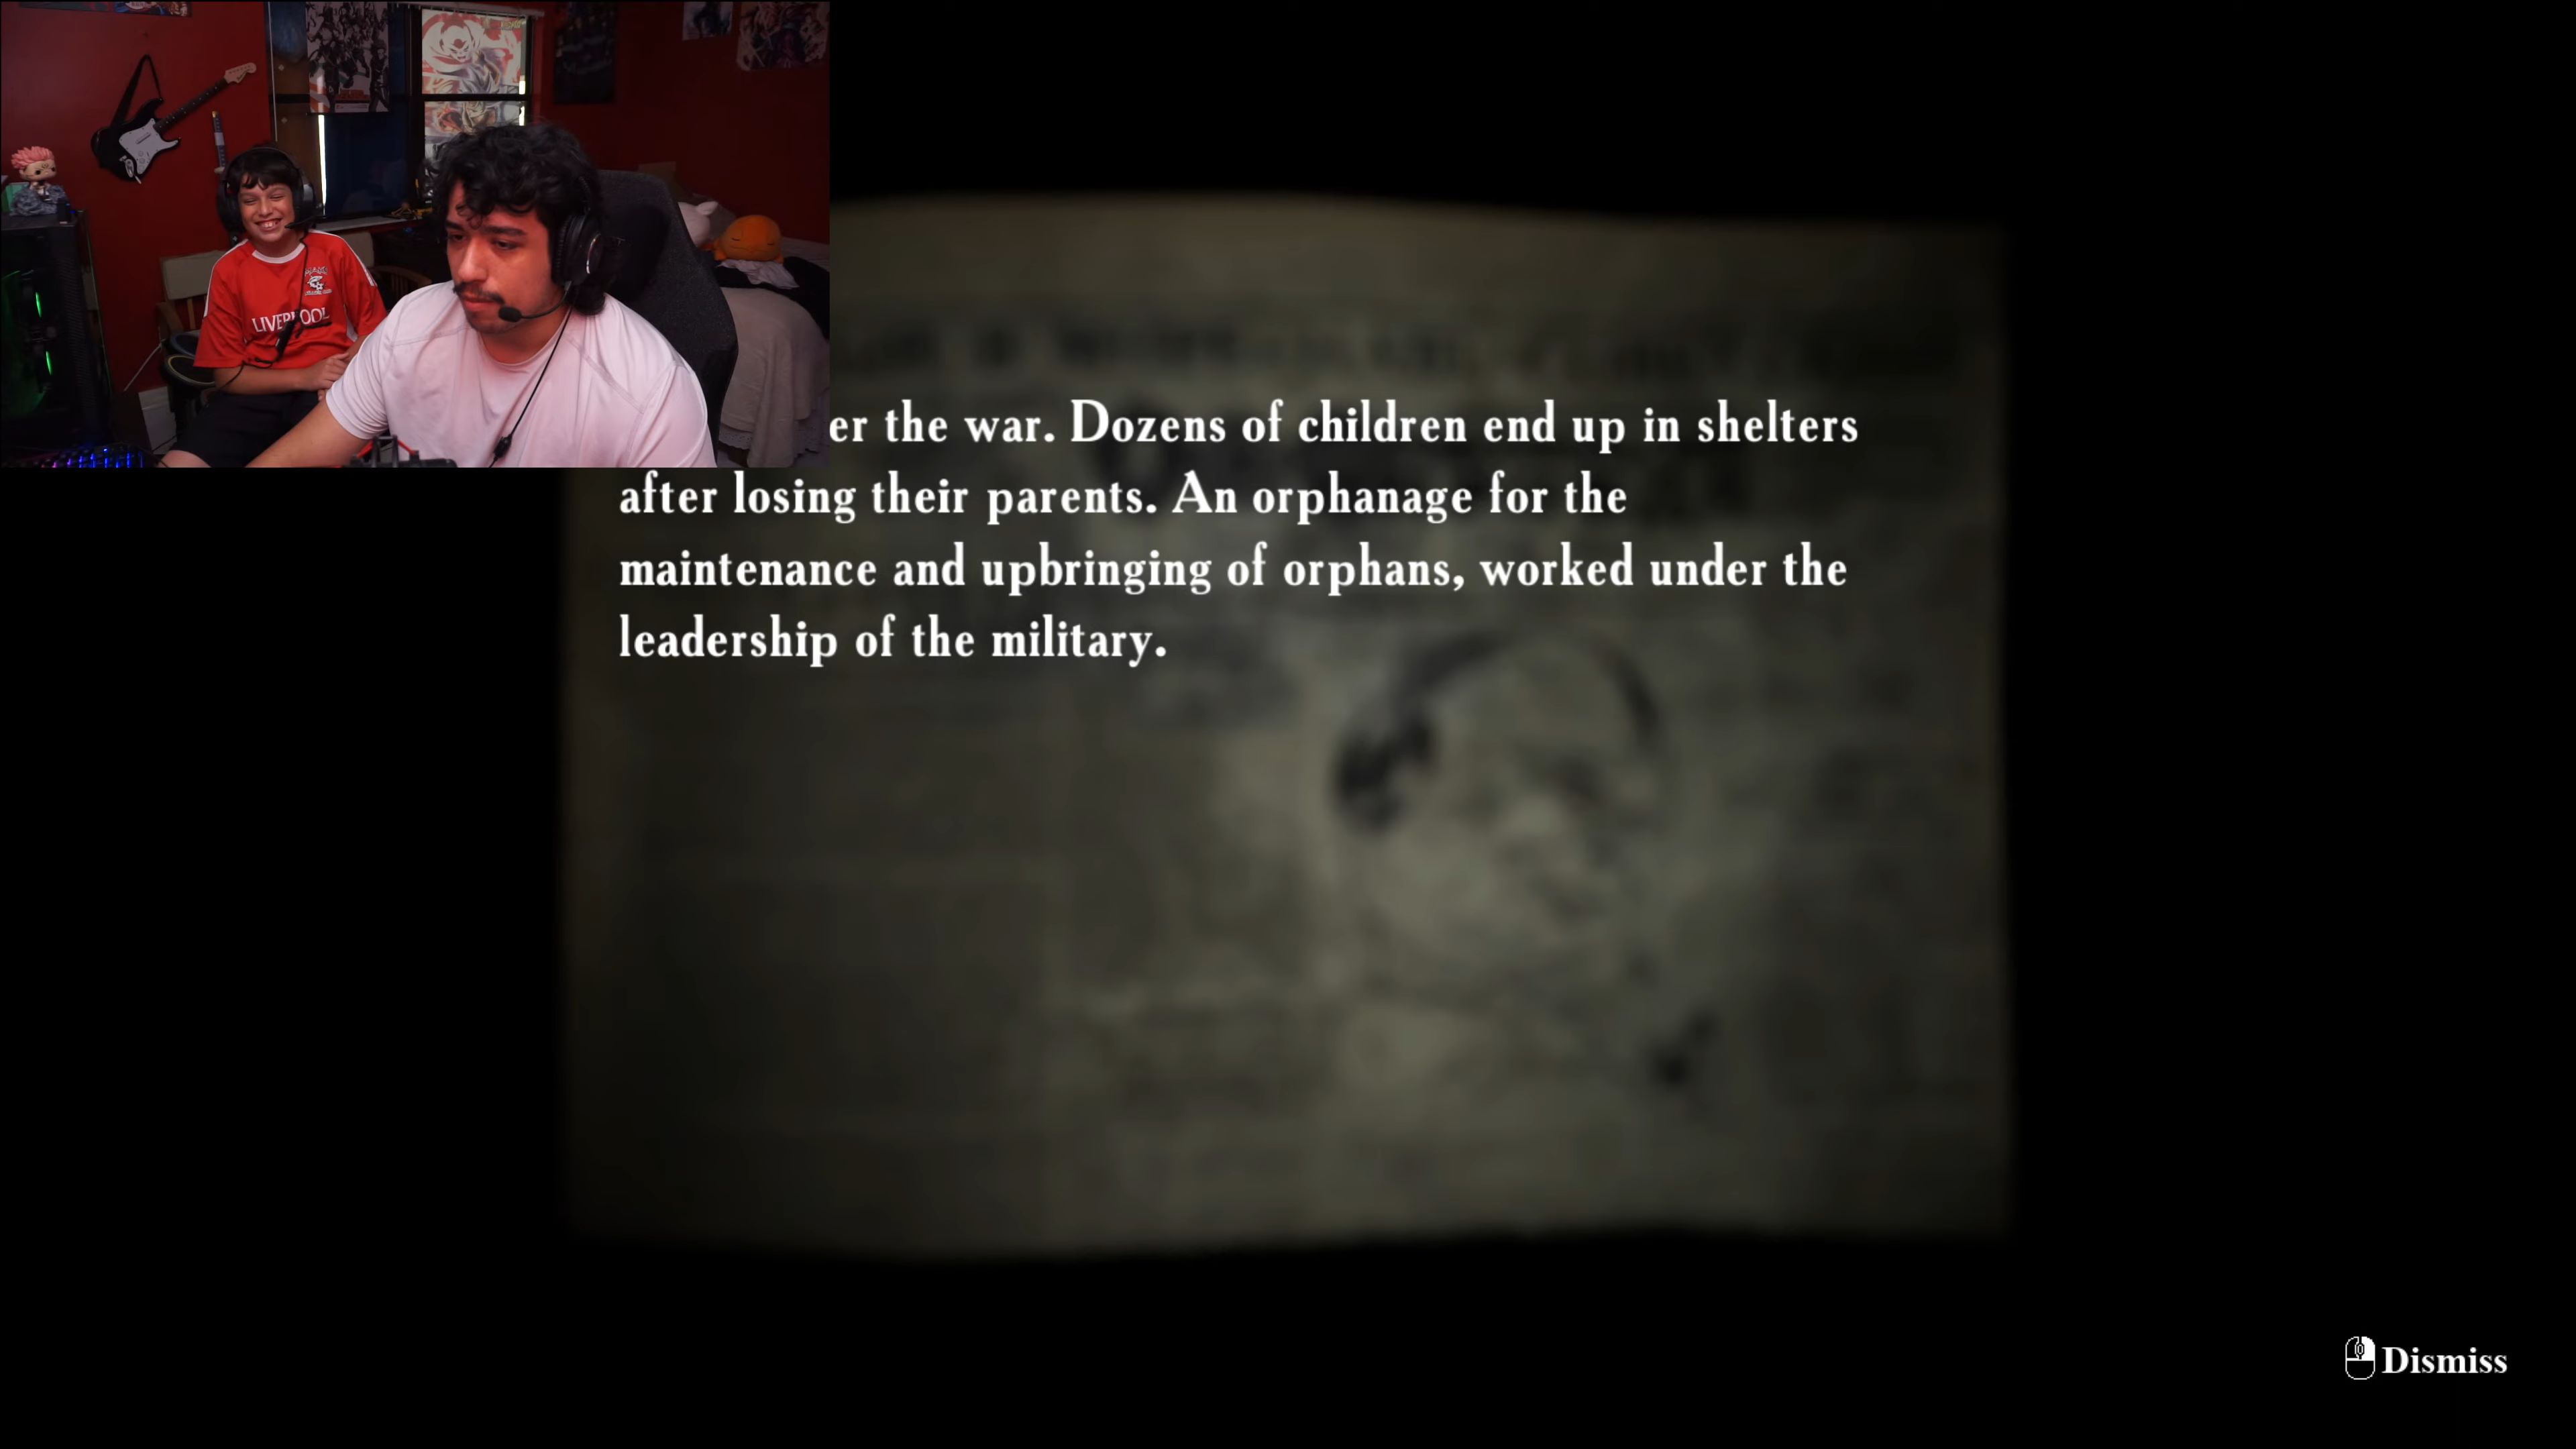 LIVERPOOL
er the war. Dozens of children end up in shelters
after losing their parents. An orphanage for the
maintenance and upbringing of orphans, worked under the
leadership of the military.
Dismiss